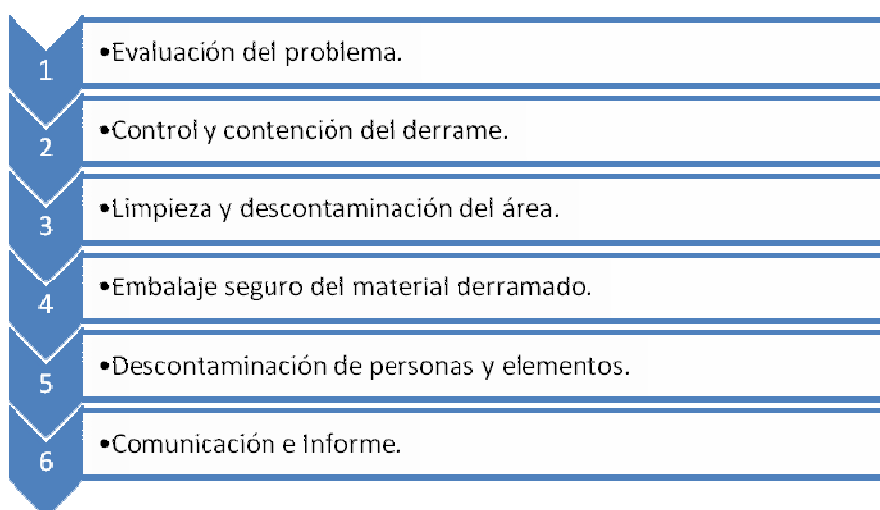 1
•Evaluación del problema.
2
•Control y contención del derrame.
3
•Limpieza y descontaminación del área.
4
•Embalaje seguro del material derramado.
5
•Descontaminación de personas y elementos.
6
•Comunicación e Informe.